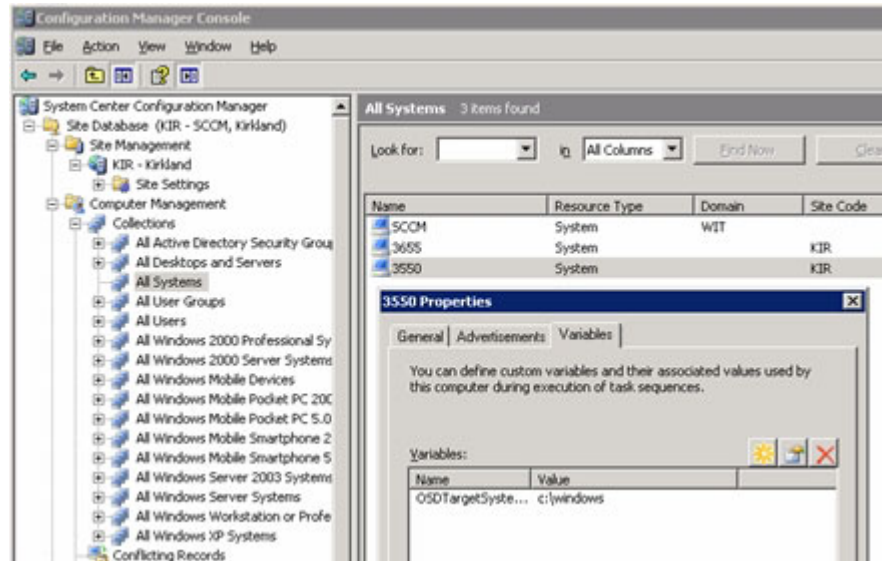 Configuration Manager Console
File Action View Window Help
System Center Configuration Manager
Site Database (KIR - SCCM, Kirkland)
Site Management
KIR - Kirkland
Site Settings
Computer Management
Collections
All Active Directory Security Grou
All Desktops and Servers
All Systems
All User Groups
All Users
All Windows 2000 Professional Sy
All Windows 2000 Server Systems
All Windows Mobile Devices
All Windows Mobile Pocket PC 200
All Windows Mobile Pocket PC 5.0
All Windows Mobile Smartphone 2
All Windows Mobile Smartphone 5
All Windows Server 2003 Systems
All Windows Server Systems
All Windows Workstation or Profe
All Windows XP Systems
Conflicting Records
All Systems 3 items found
Look for: in All Columns Find Now Clea
Name Resource Type Domain Site Code
SCCM System WIT
3655 System KIR
3550 System KIR
3550 Properties
General Advertisements Variables
You can define custom variables and their associated values used by
this computer during execution of task sequences.
Variables:
Name Value
OSDTargetSyste... c:\windows